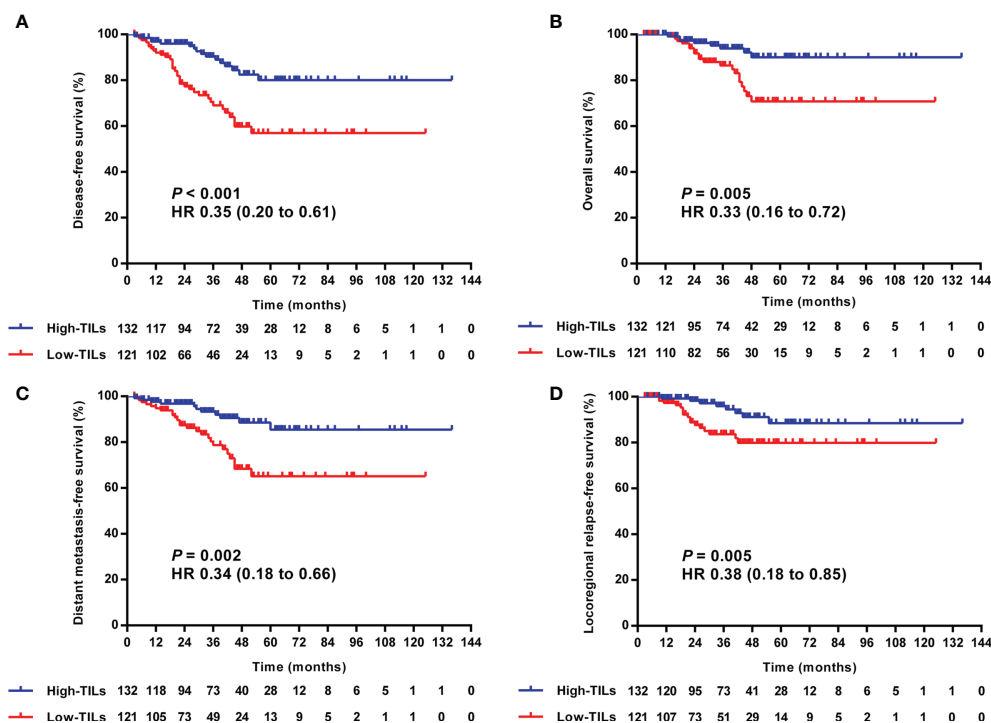 A
Disease-free survival (%)
100
80
60
40
20
0
P < 0.001
HR 0.35 (0.20 to 0.61)
0 12 24 36 48 60 72 84 96 108 120 132 144
Time (months)
High-TILs 132 117 94 72 39 28 12 8 6 5 1 1 0
Low-TILs 121 102 66 46 24 13 9 5 2 1 1 0 0
B
Overall survival (%)
100
80
60
40
20
0
P = 0.005
HR 0.33 (0.16 to 0.72)
0 12 24 36 48 60 72 84 96 108 120 132 144
Time (months)
High-TILs 132 121 95 74 42 29 12 8 6 5 1 1 0
Low-TILs 121 110 82 56 30 15 9 5 2 1 1 0 0
C
Distant metastasis-free survival (%)
100
80
60
40
20
0
P = 0.002
HR 0.34 (0.18 to 0.66)
0 12 24 36 48 60 72 84 96 108 120 132 144
Time (months)
High-TILs 132 118 94 73 40 28 12 8 6 5 1 1 0
Low-TILs 121 105 73 49 24 13 9 5 2 1 1 0 0
D
Locoregional relapse-free survival (%)
100
80
60
40
20
0
P = 0.005
HR 0.38 (0.18 to 0.85)
0 12 24 36 48 60 72 84 96 108 120 132 144
Time (months)
High-TILs 132 120 95 73 41 28 12 8 6 5 1 1 0
Low-TILs 121 107 73 51 29 14 9 5 2 1 1 0 0